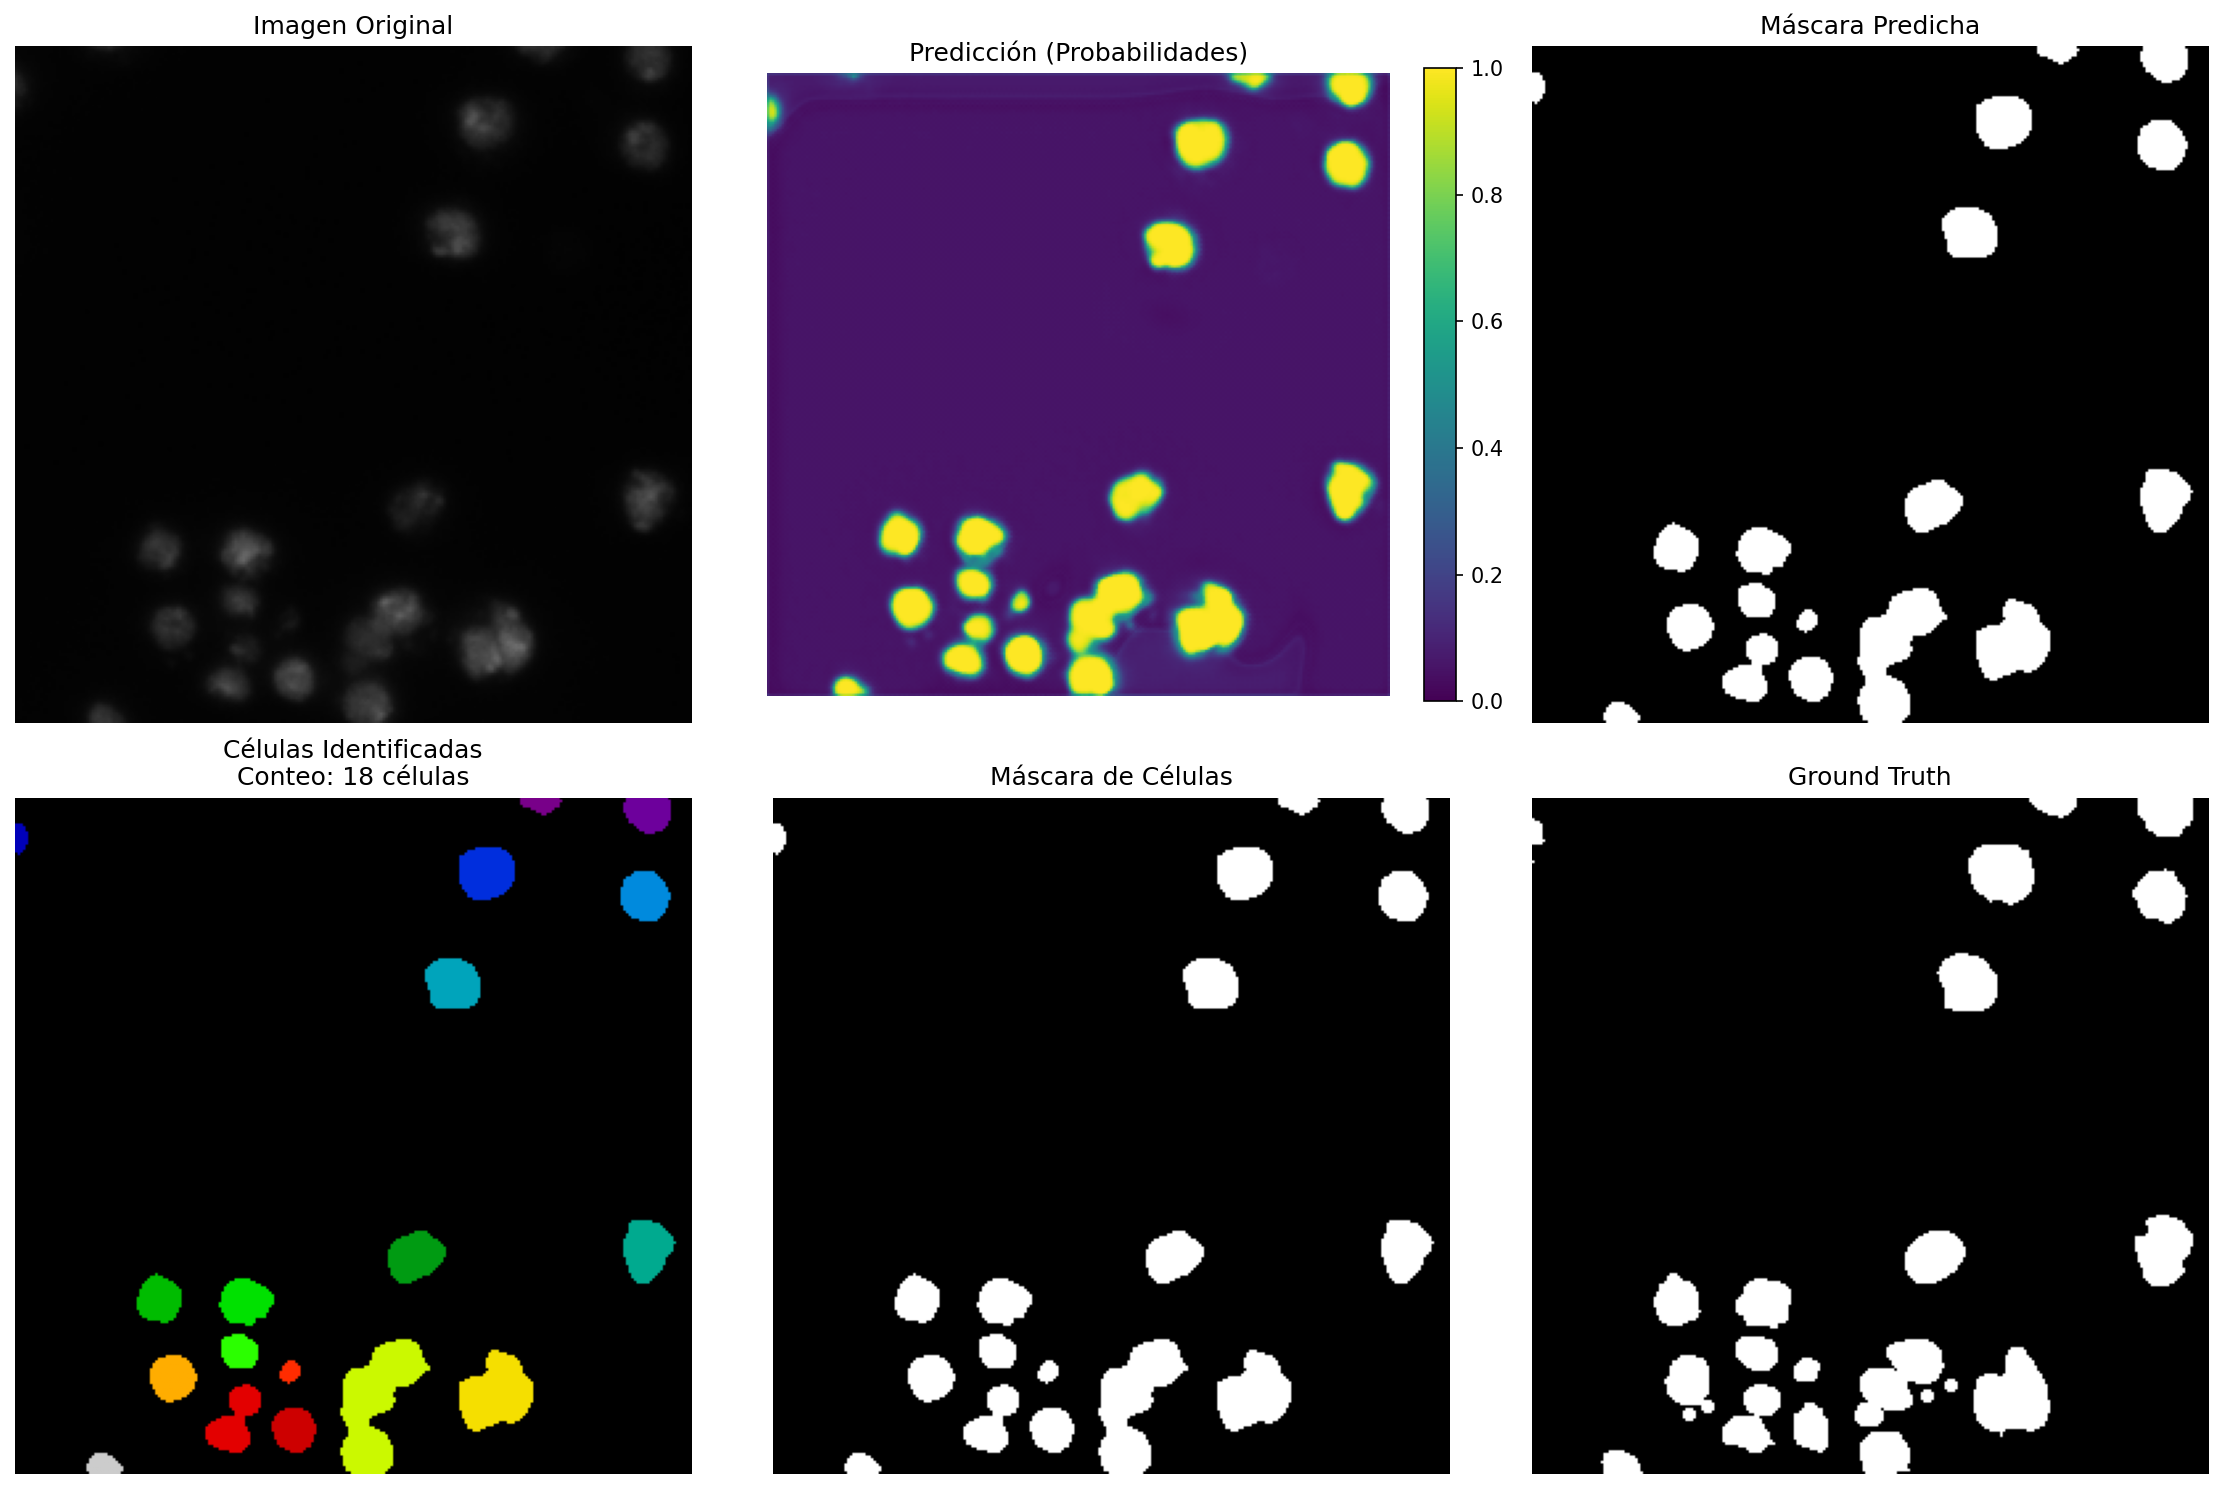 Imagen Original
Predicción (Probabilidades)
1.0
0.8
0.6
0.4
0.2
0.0
Máscara Predicha
Células Identificadas
Conteo: 18 células
Máscara de Células
Ground Truth